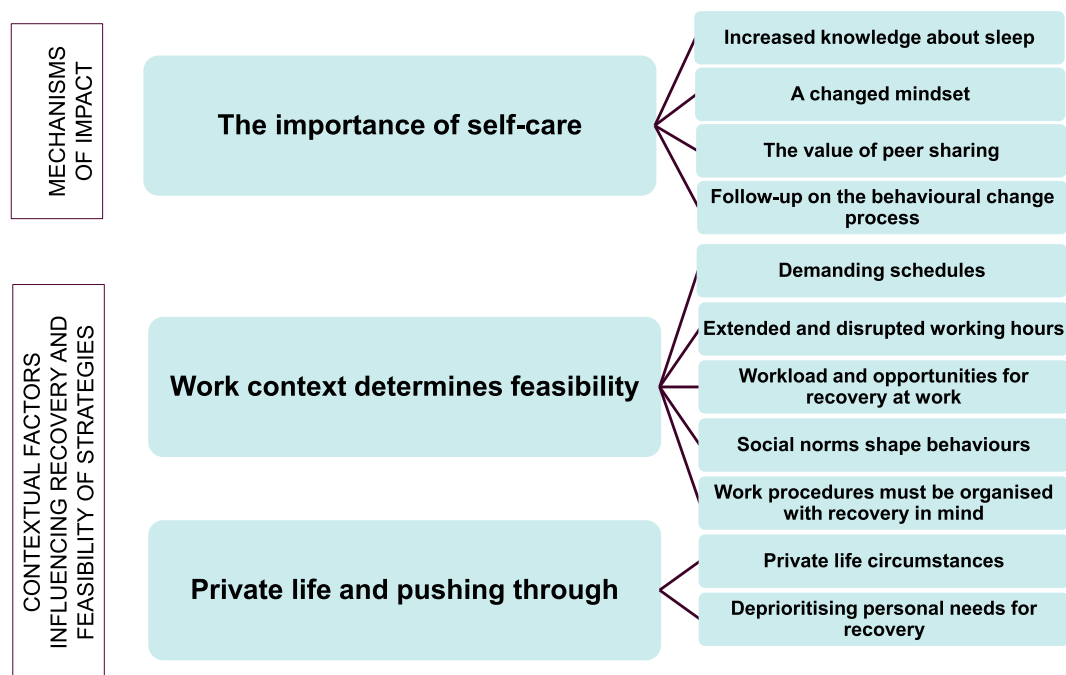 MECHANISMS
OF IMPACT
The importance of self-care
Increased knowledge about sleep
A changed mindset
The value of peer sharing
Follow-up on the behavioural change
process
CONTEXTUAL FACTORS
INFLUENCING RECOVERY AND
FEASIBILITY OF STRATEGIES
Work context determines feasibility
Demanding schedules
Extended and disrupted working hours
Workload and opportunities for
recovery at work
Social norms shape behaviours
Work procedures must be organised
with recovery in mind
Private life and pushing through
Private life circumstances
Deprioritising personal needs for
recovery